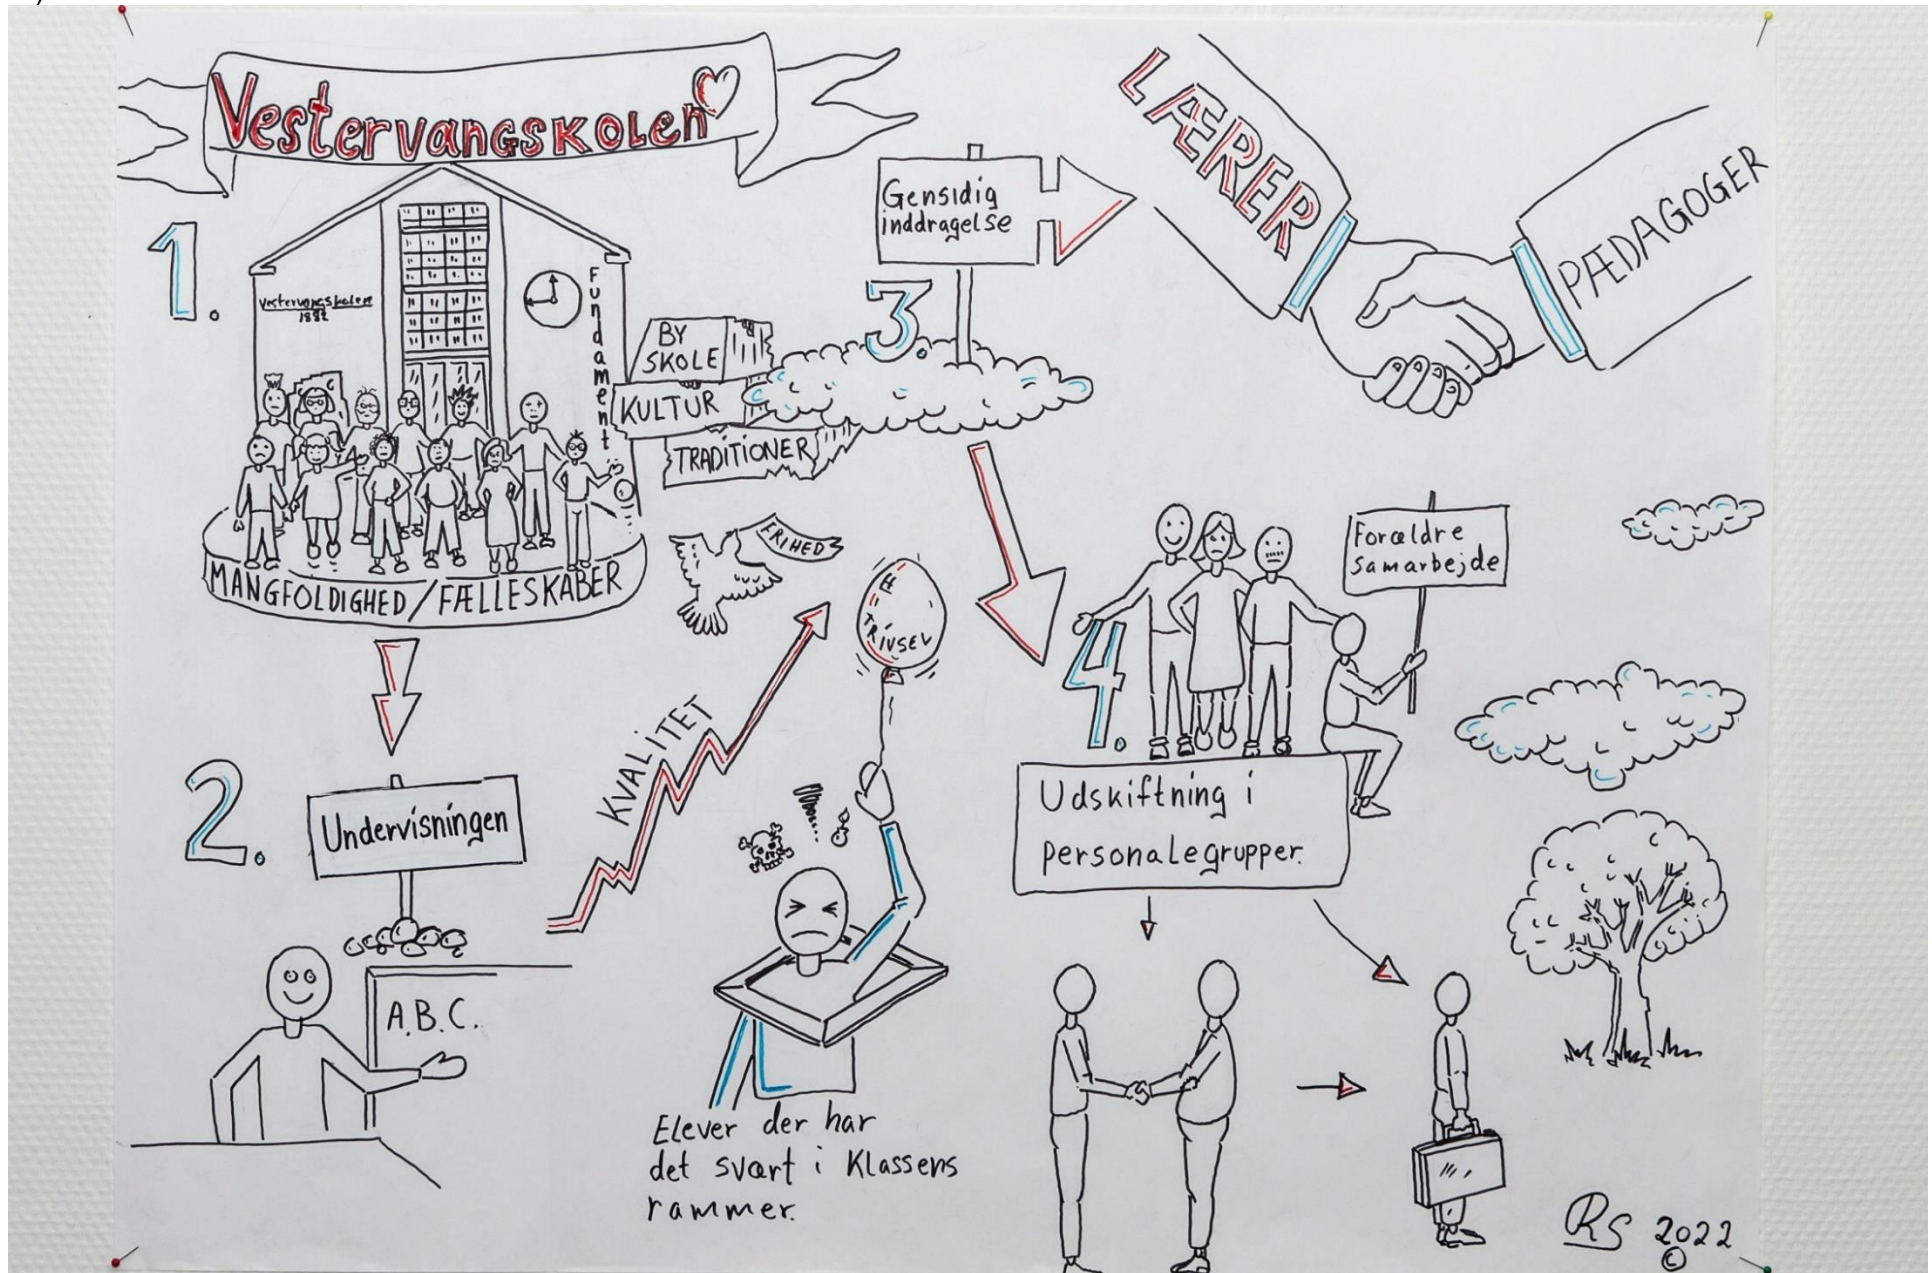 Vestervangskolen
1.
Vestervangskolen
1882
Fundament
BY
SKOLE
KULTUR
TRADITIONER
MANGFOLDIGHED/FÆLLESKABER
FRIHED
2.
Undervisningen
A.B.C.
KVALITET
TRIVSEL
Elever der har
det svært i Klassens
rammer.
3.
Gensidig
inddragelse
LÆRER
PÆDAGOGER
4.
Forældre
Samarbejde
Udskiftning i
personalegrupper.
RS 2022
©